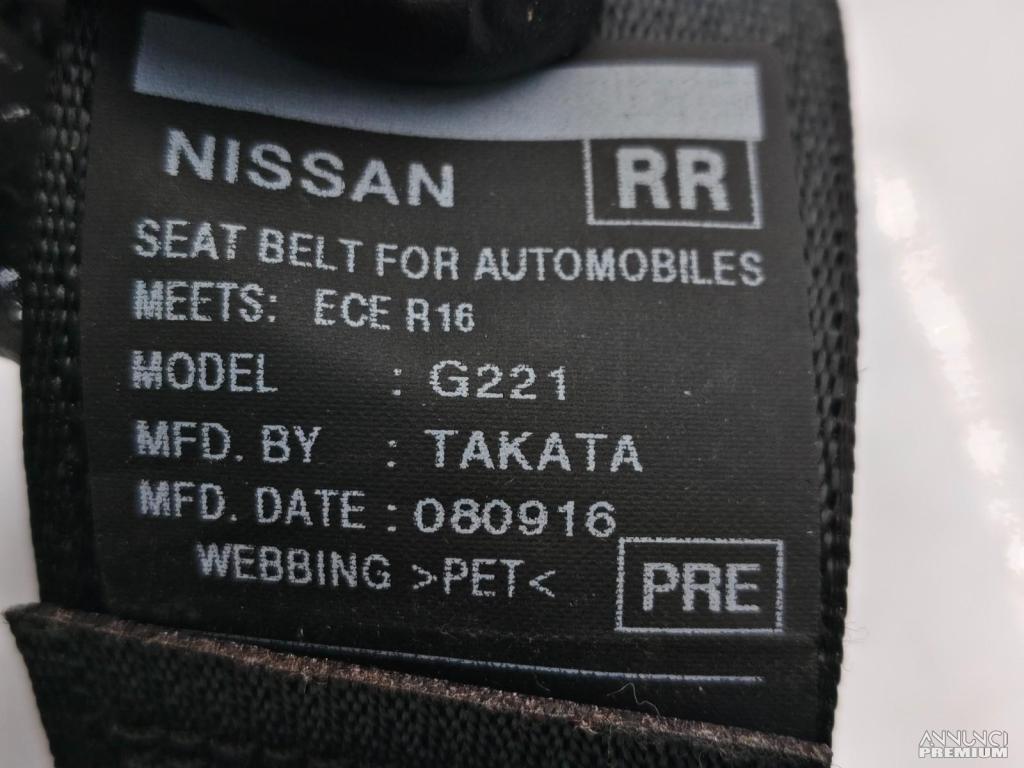 NISSAN RR
SEAT BELT FOR AUTOMOBILES
MEETS: ECE R16
MODEL : G221
MFD. BY : TAKATA
MFD. DATE : 080916
WEBBING >PET< PRE
ANNUNCI
PREMIUM